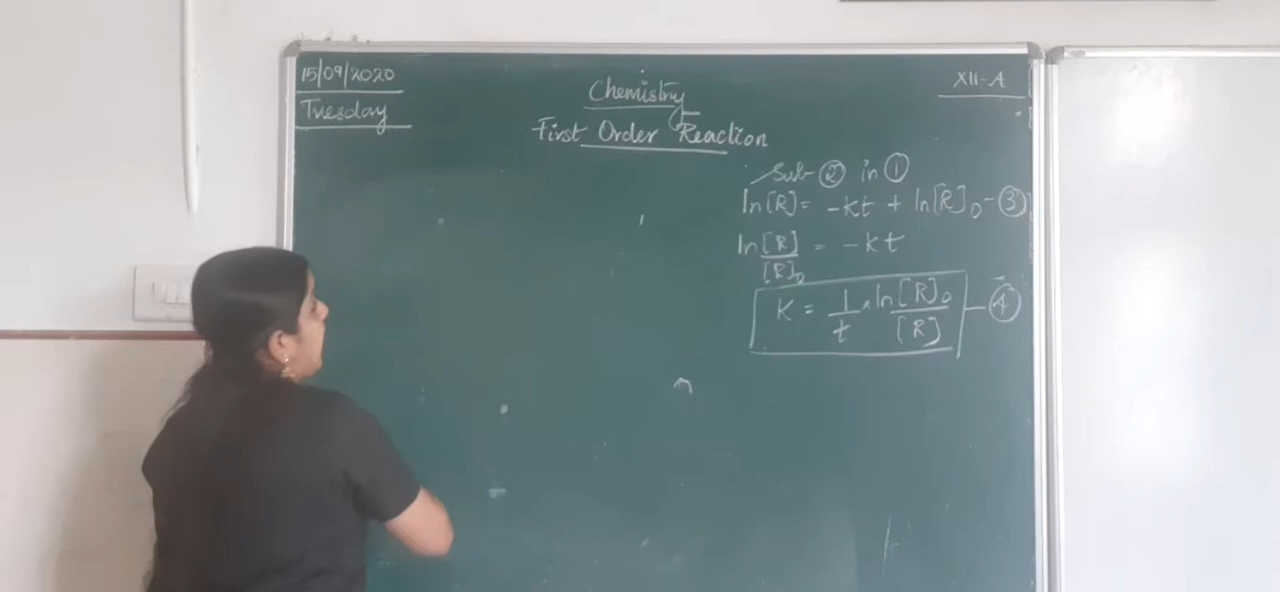 15/09/2020
Tuesday
Chemistry
XII-A
First Order Reaction
Sub ② in ①
ln[R] = -kt + ln[R]₀ - ③
ln [R]/[R]₀ = -kt
K = 1/t × ln [R]₀/[R] - ④